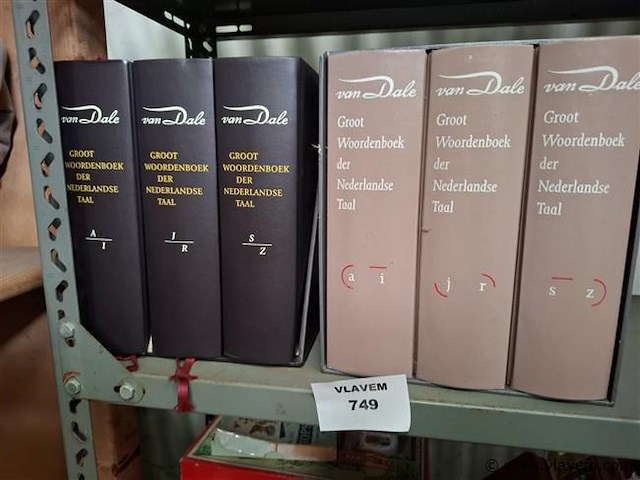 van Dale
GROOT
WOORDENBOEK
DER
NEDERLANDSE
TAAL
A
I
van Dale
GROOT
WOORDENBOEK
DER
NEDERLANDSE
TAAL
J
R
van Dale
GROOT
WOORDENBOEK
DER
NEDERLANDSE
TAAL
S
Z
van Dale
Groot
Woordenboek
der
Nederlandse
Taal
a i
van Dale
Groot
Woordenboek
der
Nederlandse
Taal
j r
van Dale
Groot
Woordenboek
der
Nederlandse
Taal
s z
VLAVEM
749